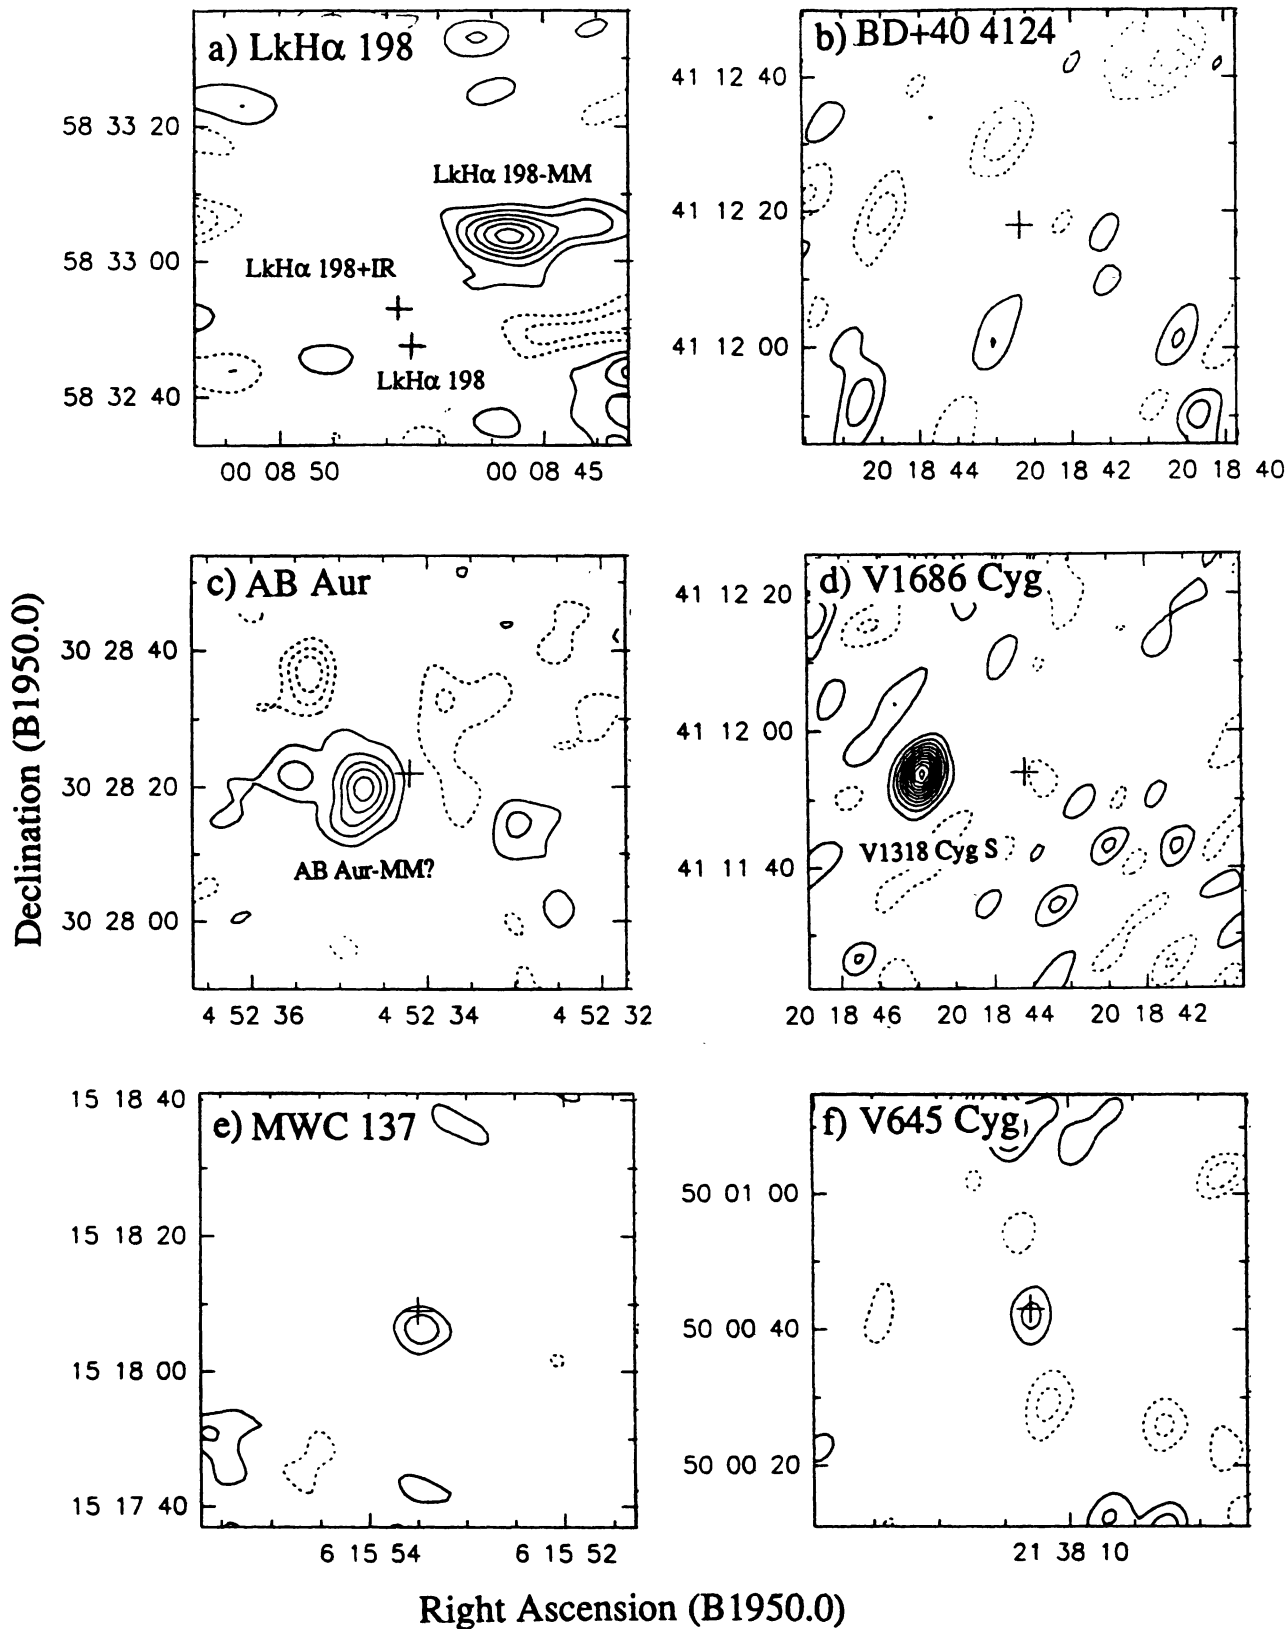 a) LkHα 198
58 33 20
58 33 00
58 32 40
LkHα 198-MM
LkHα 198+IR
LkHα 198
00 08 50
00 08 45
b) BD+40 4124
41 12 40
41 12 20
41 12 00
20 18 44
20 18 42
20 18 40
c) AB Aur
30 28 40
30 28 20
30 28 00
AB Aur-MM?
4 52 36
4 52 34
4 52 32
d) V1686 Cyg
41 12 20
41 12 00
41 11 40
V1318 Cyg S
20 18 46
20 18 44
20 18 42
e) MWC 137
15 18 40
15 18 20
15 18 00
15 17 40
6 15 54
6 15 52
f) V645 Cyg
50 01 00
50 00 40
50 00 20
21 38 10
Declination (B1950.0)
Right Ascension (B1950.0)